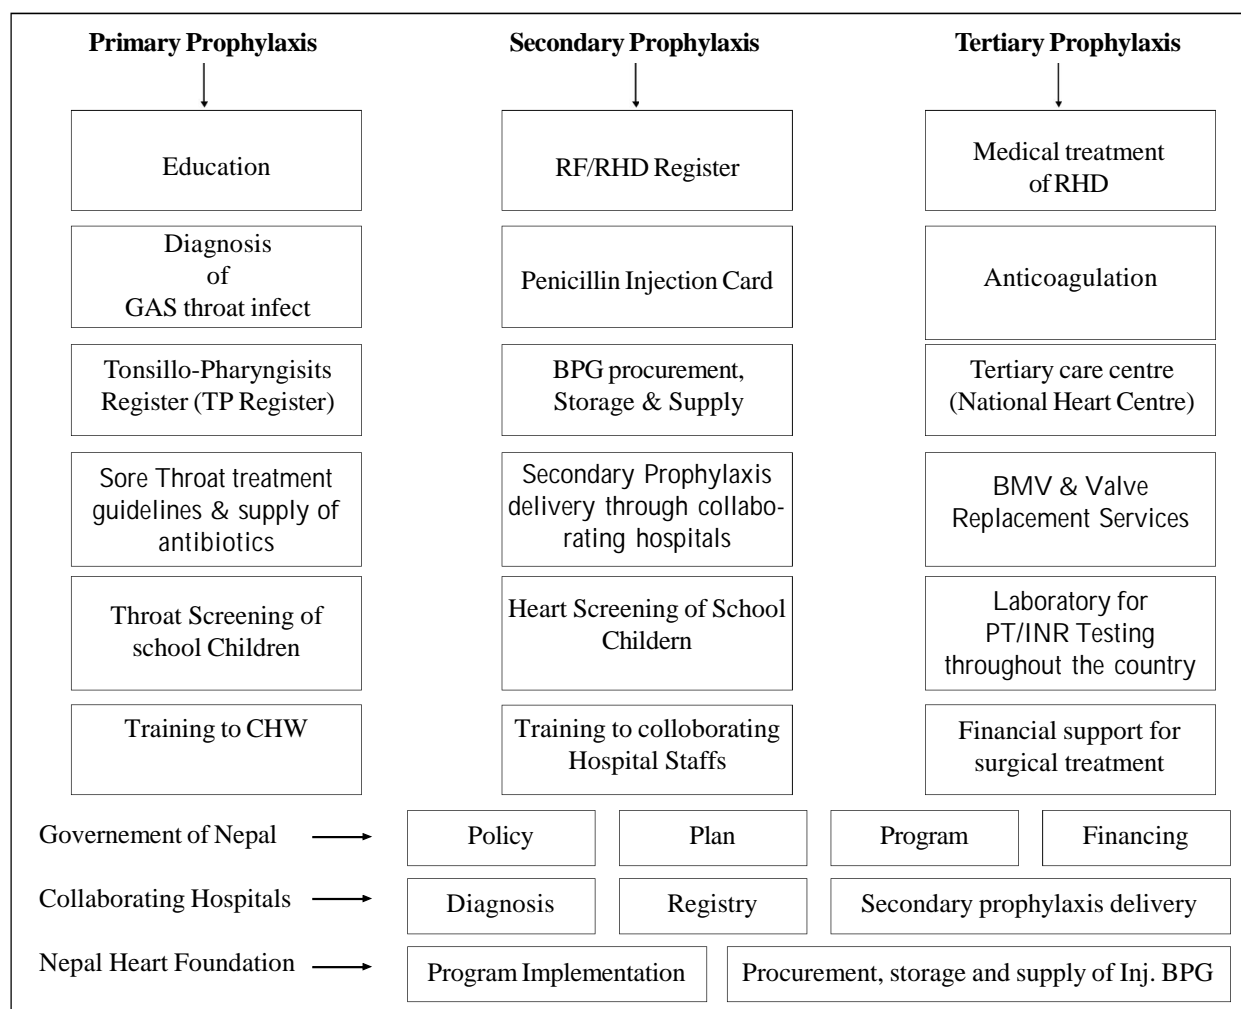 Primary Prophylaxis
Secondary Prophylaxis
Tertiary Prophylaxis
Education
RF/RHD Register
Medical treatment
of RHD
Diagnosis
of
GAS throat infect
Penicillin Injection Card
Anticoagulation
Tonsillo-Pharyngisits
Register (TP Register)
BPG procurement,
Storage & Supply
Tertiary care centre
(National Heart Centre)
Sore Throat treatment
guidelines & supply of
antibiotics
Secondary Prophylaxis
delivery through collabo-
rating hospitals
BMV & Valve
Replacement Services
Throat Screening of
school Children
Heart Screening of School
Childern
Laboratory for
PT/INR Testing
throughout the country
Training to CHW
Training to colloborating
Hospital Staffs
Financial support for
surgical treatment
Governement of Nepal
Policy
Plan
Program
Financing
Collaborating Hospitals
Diagnosis
Registry
Secondary prophylaxis delivery
Nepal Heart Foundation
Program Implementation
Procurement, storage and supply of Inj. BPG